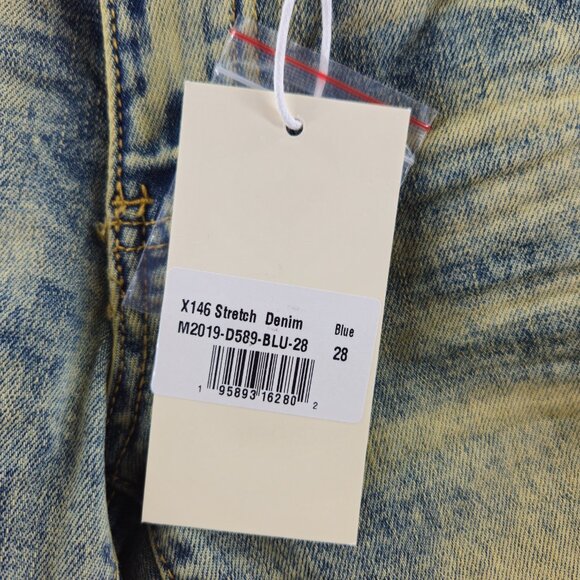 X146 Stretch Denim Blue
M2019-D589-BLU-28 28
1 95893 16280 2